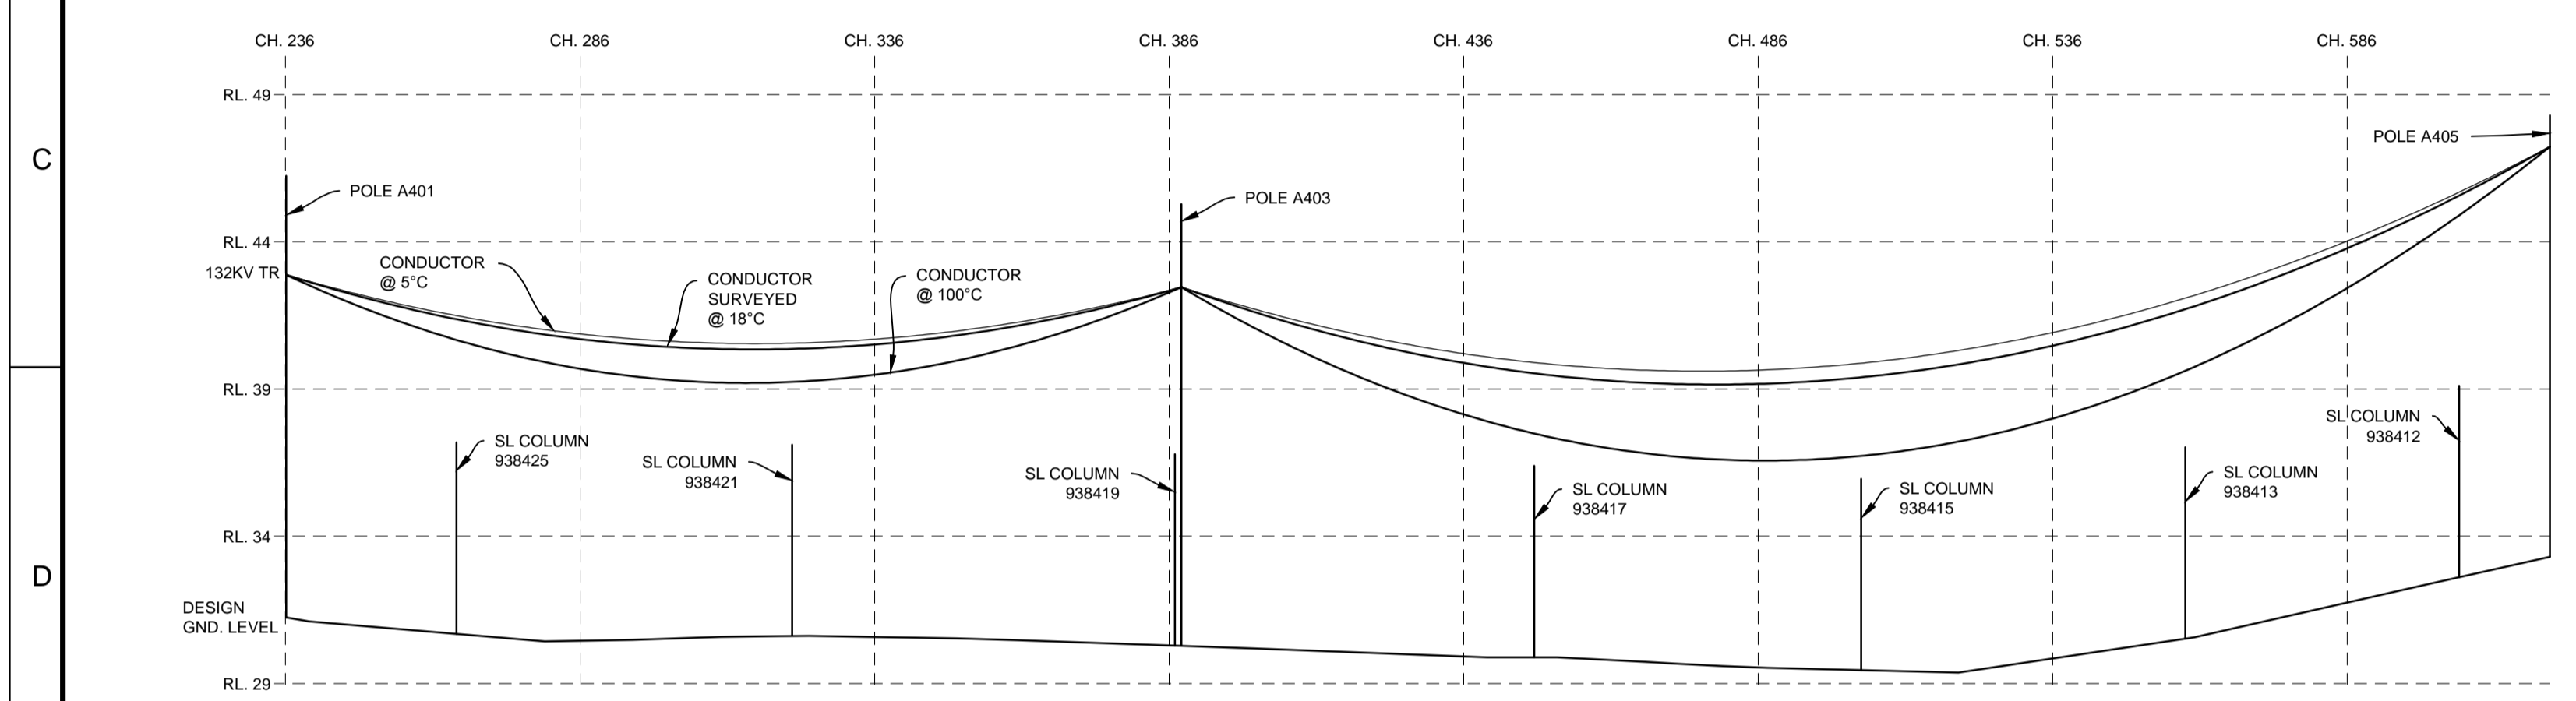 CH. 236
CH. 286
CH. 336
CH. 386
CH. 436
CH. 486
CH. 536
CH. 586
RL. 49
C
POLE A405
POLE A401
POLE A403
RL. 44
132KV TR
CONDUCTOR
@ 5°C
CONDUCTOR
SURVEYED
@ 18°C
CONDUCTOR
@ 100°C
RL. 39
SL COLUMN
938425
SL COLUMN
938421
SL COLUMN
938419
SL COLUMN
938417
SL COLUMN
938415
SL COLUMN
938413
SL COLUMN
938412
RL. 34
D
DESIGN
GND. LEVEL
RL. 29